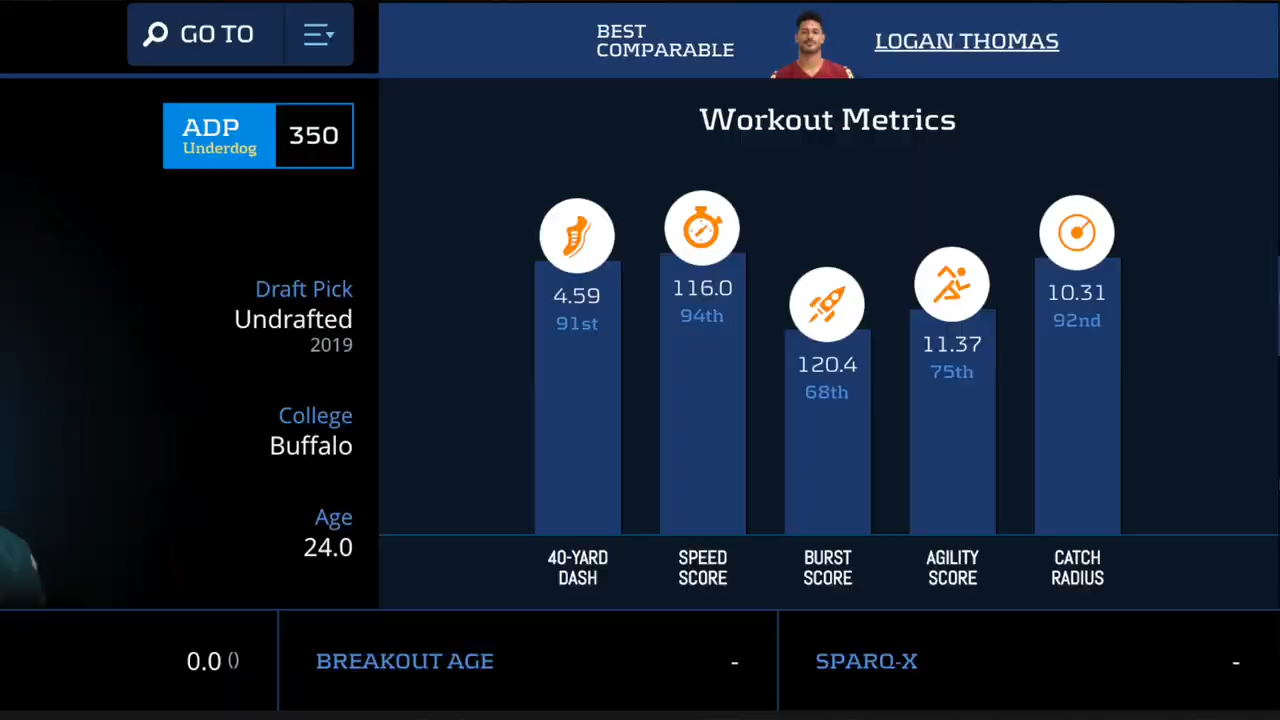 GO TO
BEST
COMPARABLE
LOGAN THOMAS
ADP
Underdog
350
Workout Metrics
Draft Pick
Undrafted
2019
College
Buffalo
Age
24.0
4.59
91st
116.0
94th
120.4
68th
11.37
75th
10.31
92nd
40-YARD
DASH
SPEED
SCORE
BURST
SCORE
AGILITY
SCORE
CATCH
RADIUS
0.0 ()
BREAKOUT AGE -
SPARQ-X -